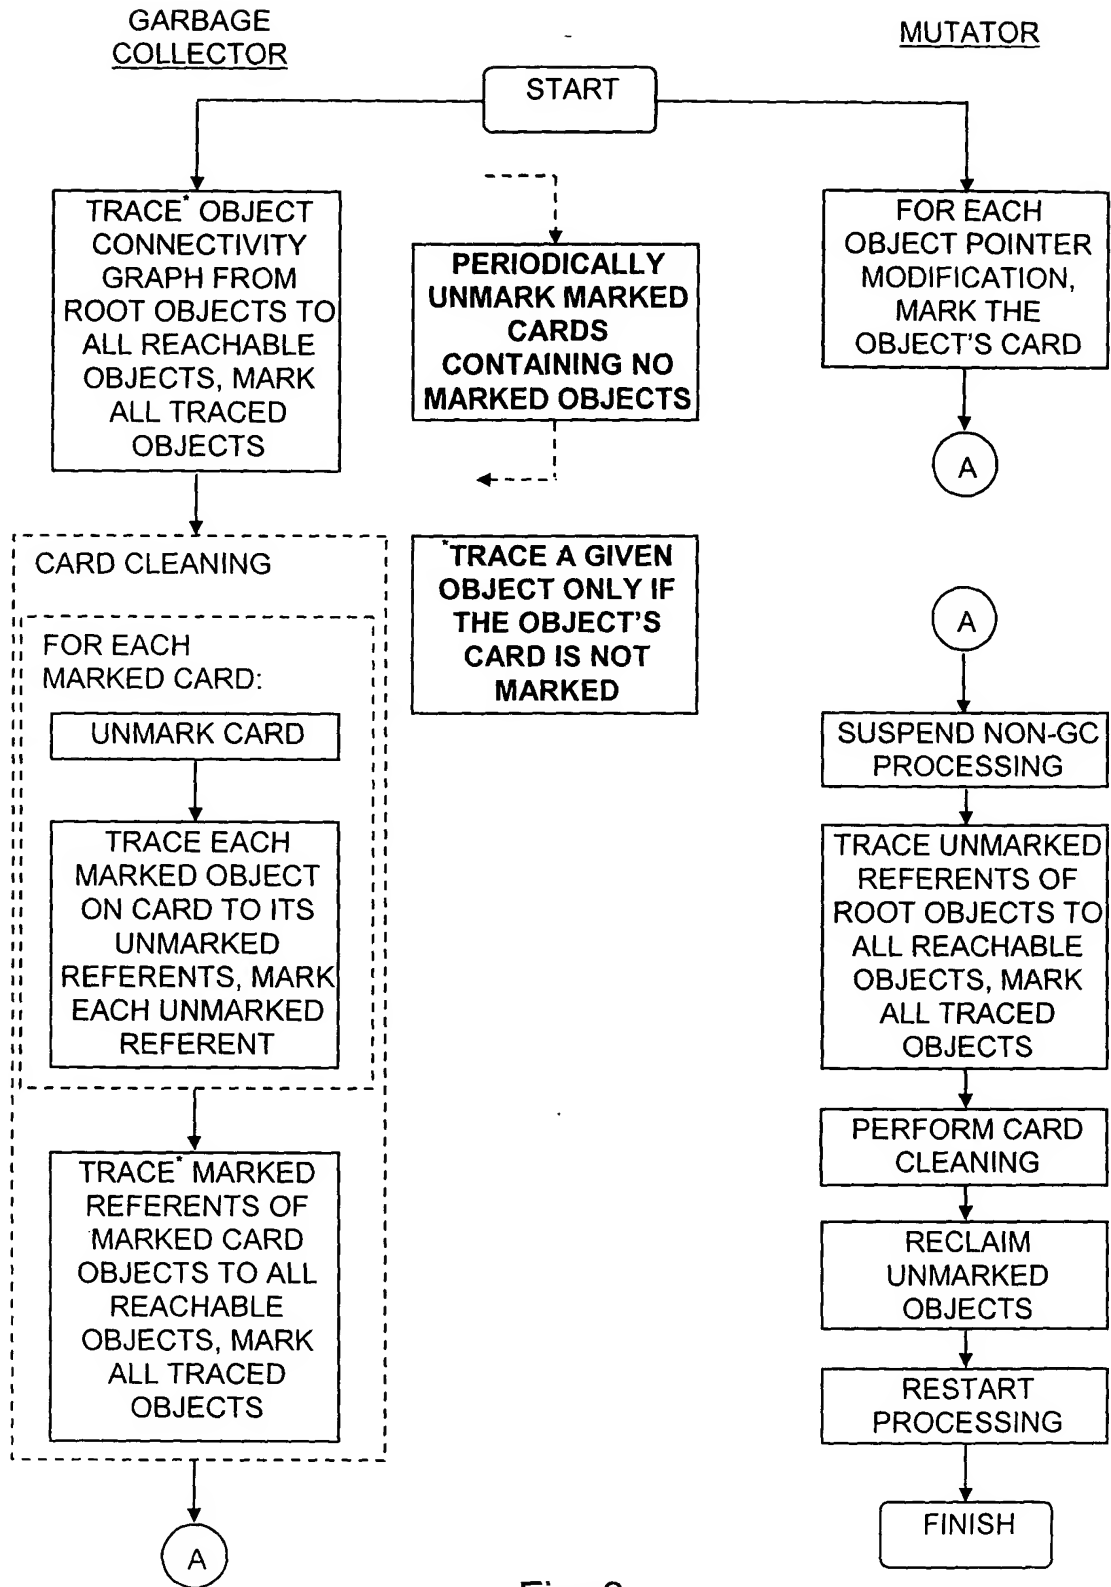 GARBAGE
COLLECTOR
MUTATOR
START
TRACE* OBJECT
CONNECTIVITY
GRAPH FROM
ROOT OBJECTS TO
ALL REACHABLE
OBJECTS, MARK
ALL TRACED
OBJECTS
PERIODICALLY
UNMARK MARKED
CARDS
CONTAINING NO
MARKED OBJECTS
FOR EACH
OBJECT POINTER
MODIFICATION,
MARK THE
OBJECT'S CARD
A
CARD CLEANING
FOR EACH
MARKED CARD:
UNMARK CARD
TRACE EACH
MARKED OBJECT
ON CARD TO ITS
UNMARKED
REFERENTS, MARK
EACH UNMARKED
REFERENT
TRACE* MARKED
REFERENTS OF
MARKED CARD
OBJECTS TO ALL
REACHABLE
OBJECTS, MARK
ALL TRACED
OBJECTS
A
*TRACE A GIVEN
OBJECT ONLY IF
THE OBJECT'S
CARD IS NOT
MARKED
A
SUSPEND NON-GC
PROCESSING
TRACE UNMARKED
REFERENTS OF
ROOT OBJECTS TO
ALL REACHABLE
OBJECTS, MARK
ALL TRACED
OBJECTS
PERFORM CARD
CLEANING
RECLAIM
UNMARKED
OBJECTS
RESTART
PROCESSING
FINISH